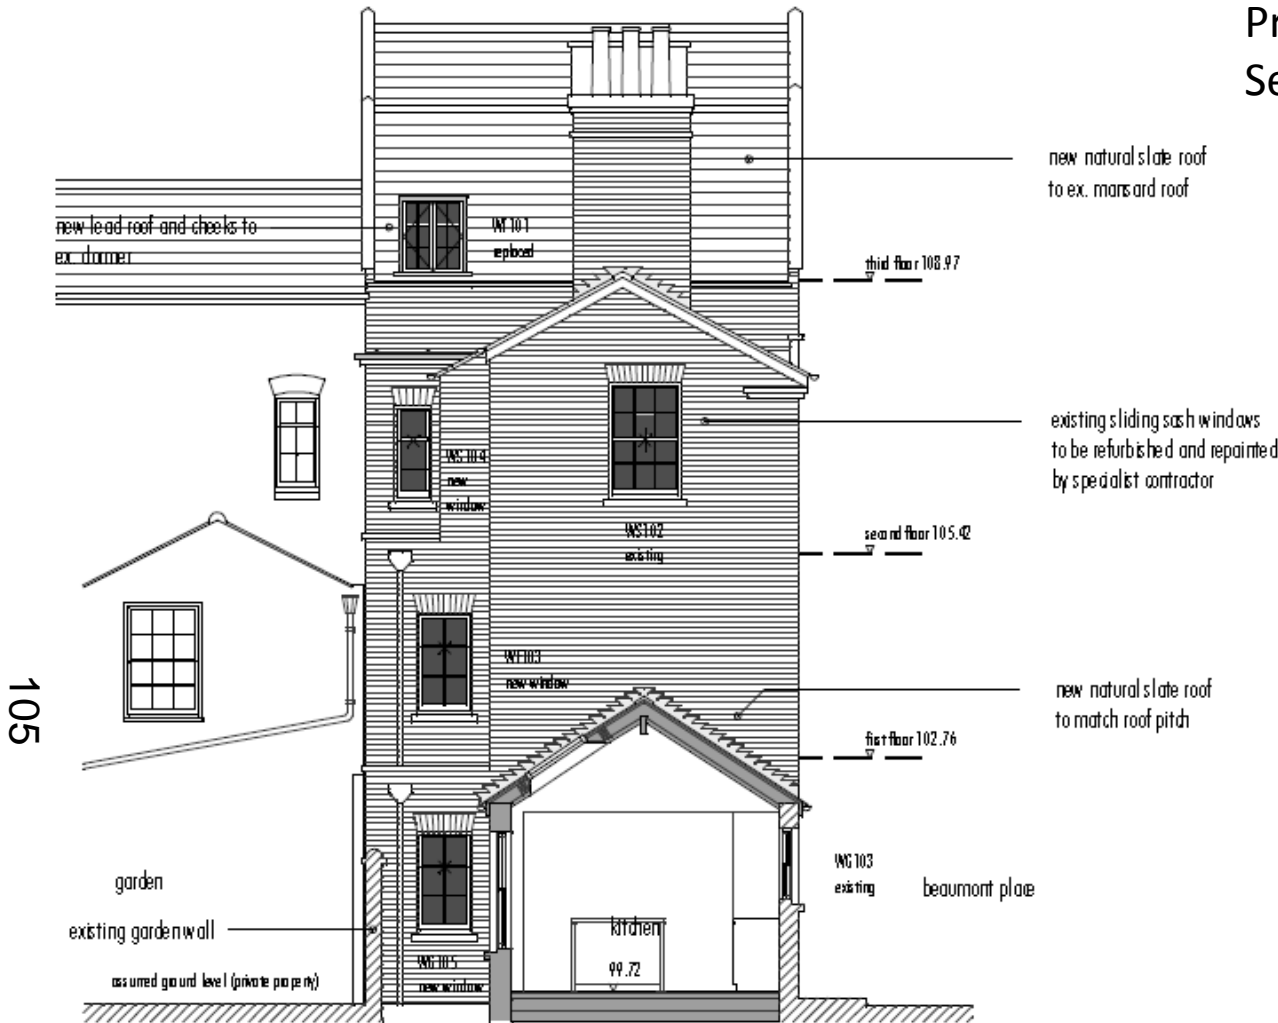 Pr
Se
new natural slate roof
to ex. mansard roof
new lead roof and cheeks to
ex. dormer
WT101
replaced
third floor 108.97
existing sliding sash windows
to be refurbished and repainted
by specialist contractor
WS104
new
window
WS102
existing
second floor 105.42
WF103
new window
new natural slate roof
to match roof pitch
first floor 102.76
105
WG103
existing
beaumont place
garden
existing garden wall
kitchen
99.72
assumed ground level (private property)
WG105
new window